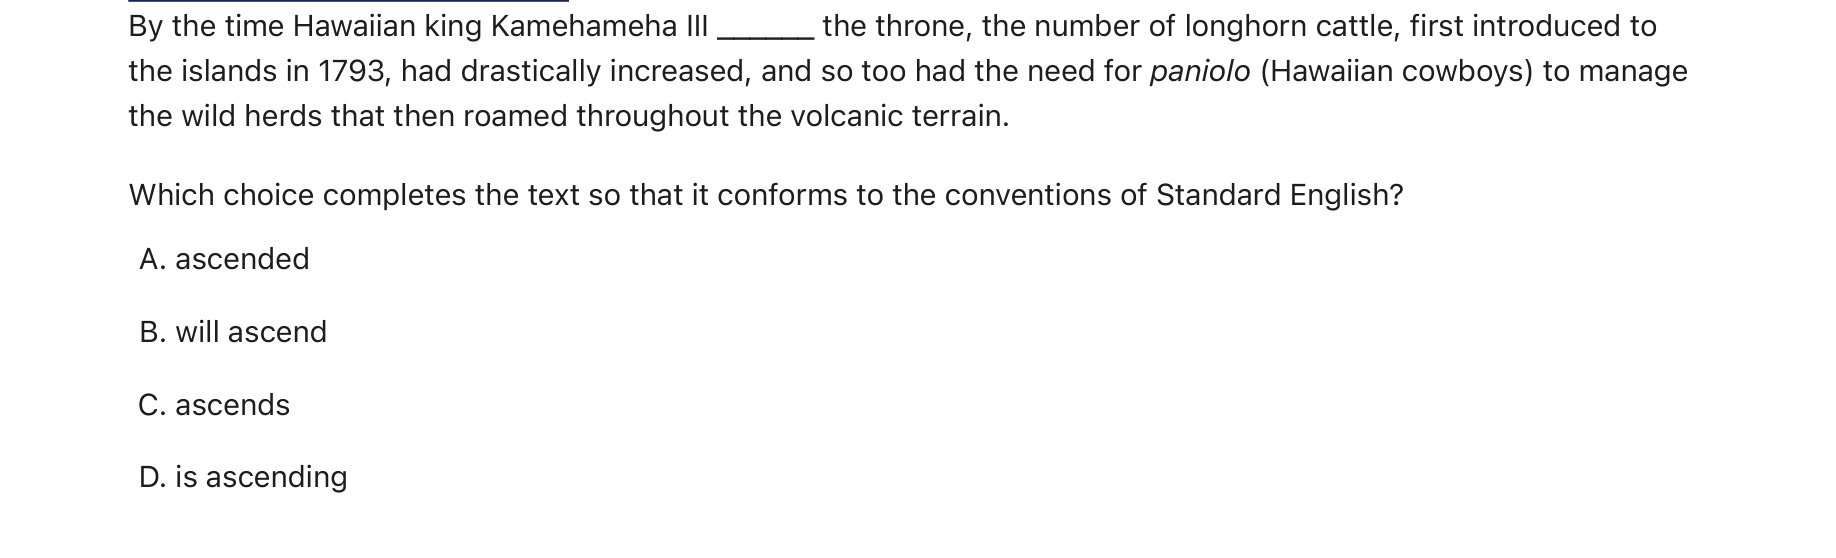 By the time Hawaiian king Kamehameha III ______ the throne, the number of longhorn cattle, first introduced to
the islands in 1793, had drastically increased, and so too had the need for paniolo (Hawaiian cowboys) to manage
the wild herds that then roamed throughout the volcanic terrain.
Which choice completes the text so that it conforms to the conventions of Standard English?
A. ascended
B. will ascend
C. ascends
D. is ascending